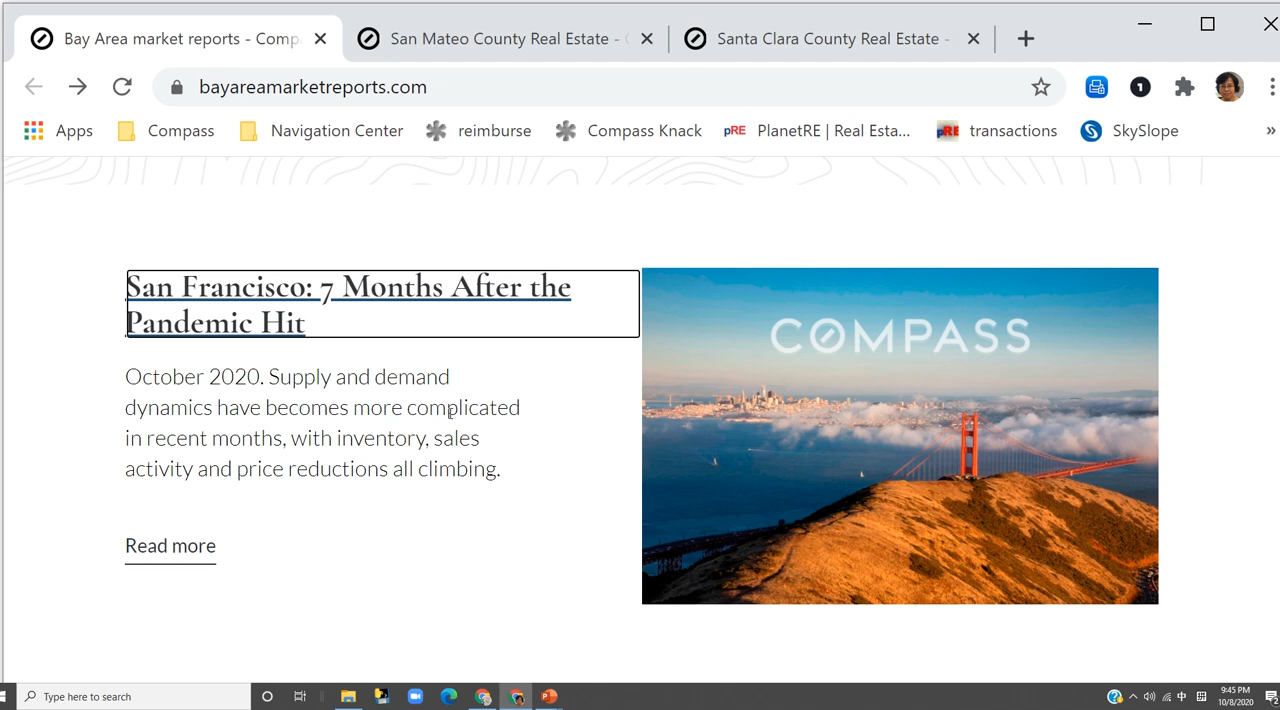 Bay Area market reports - Comp
San Mateo County Real Estate -
Santa Clara County Real Estate -
bayareamarketreports.com
Apps
Compass
Navigation Center
reimburse
Compass Knack
pRE PlanetRE | Real Esta...
pRE transactions
S SkySlope
»
San Francisco: 7 Months After the
Pandemic Hit
October 2020. Supply and demand
dynamics have becomes more complicated
in recent months, with inventory, sales
activity and price reductions all climbing.
Read more
COMPASS
Type here to search
中
9:45 PM
10/8/2020